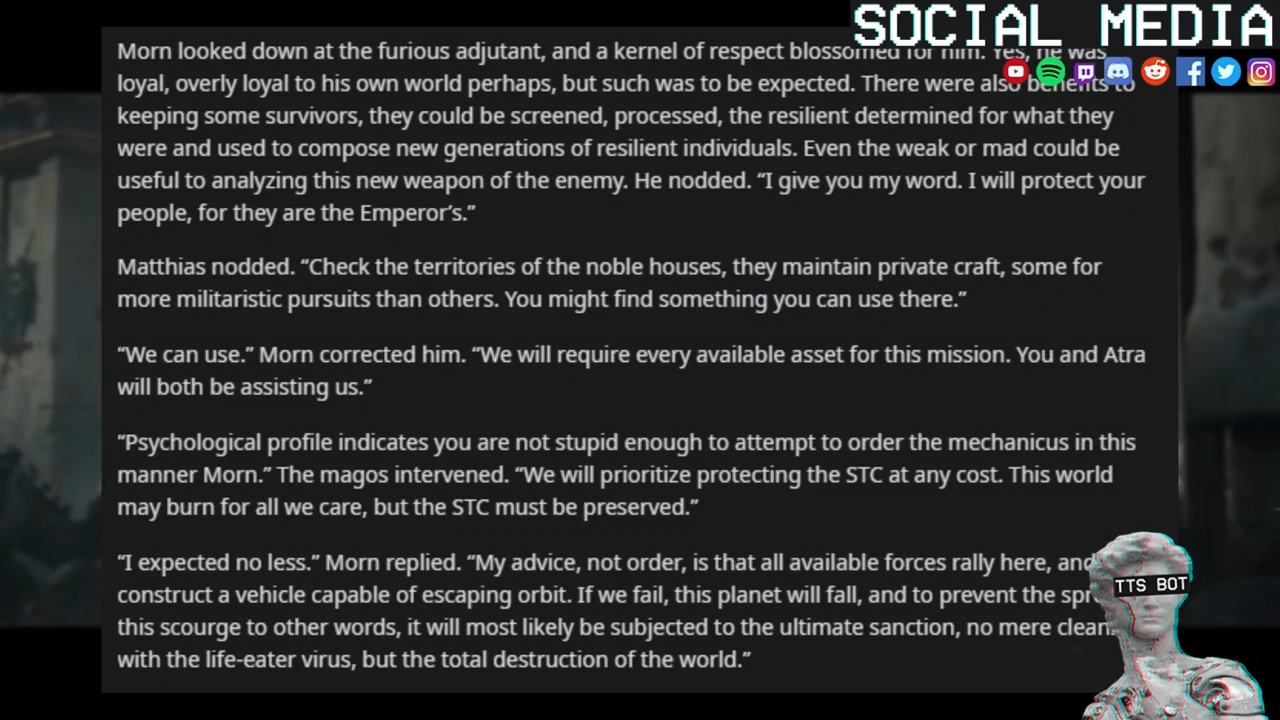 SOCIAL MEDIA
Morn looked down at the furious adjutant, and a kernel of respect blossomed for him. Yes, he was
loyal, overly loyal to his own world perhaps, but such was to be expected. There were also benefits to
keeping some survivors, they could be screened, processed, the resilient determined for what they
were and used to compose new generations of resilient individuals. Even the weak or mad could be
useful to analyzing this new weapon of the enemy. He nodded. “I give you my word. I will protect your
people, for they are the Emperor’s.”
Matthias nodded. “Check the territories of the noble houses, they maintain private craft, some for
more militaristic pursuits than others. You might find something you can use there.”
“We can use.” Morn corrected him. “We will require every available asset for this mission. You and Atra
will both be assisting us.”
“Psychological profile indicates you are not stupid enough to attempt to order the mechanicus in this
manner Morn.” The magos intervened. “We will prioritize protecting the STC at any cost. This world
may burn for all we care, but the STC must be preserved.”
“I expected no less.” Morn replied. “My advice, not order, is that all available forces rally here, and
construct a vehicle capable of escaping orbit. If we fail, this planet will fall, and to prevent the
this scourge to other words, it will most likely be subjected to the ultimate sanction, no mere
with the life-eater virus, but the total destruction of the world.”
TTS BOT